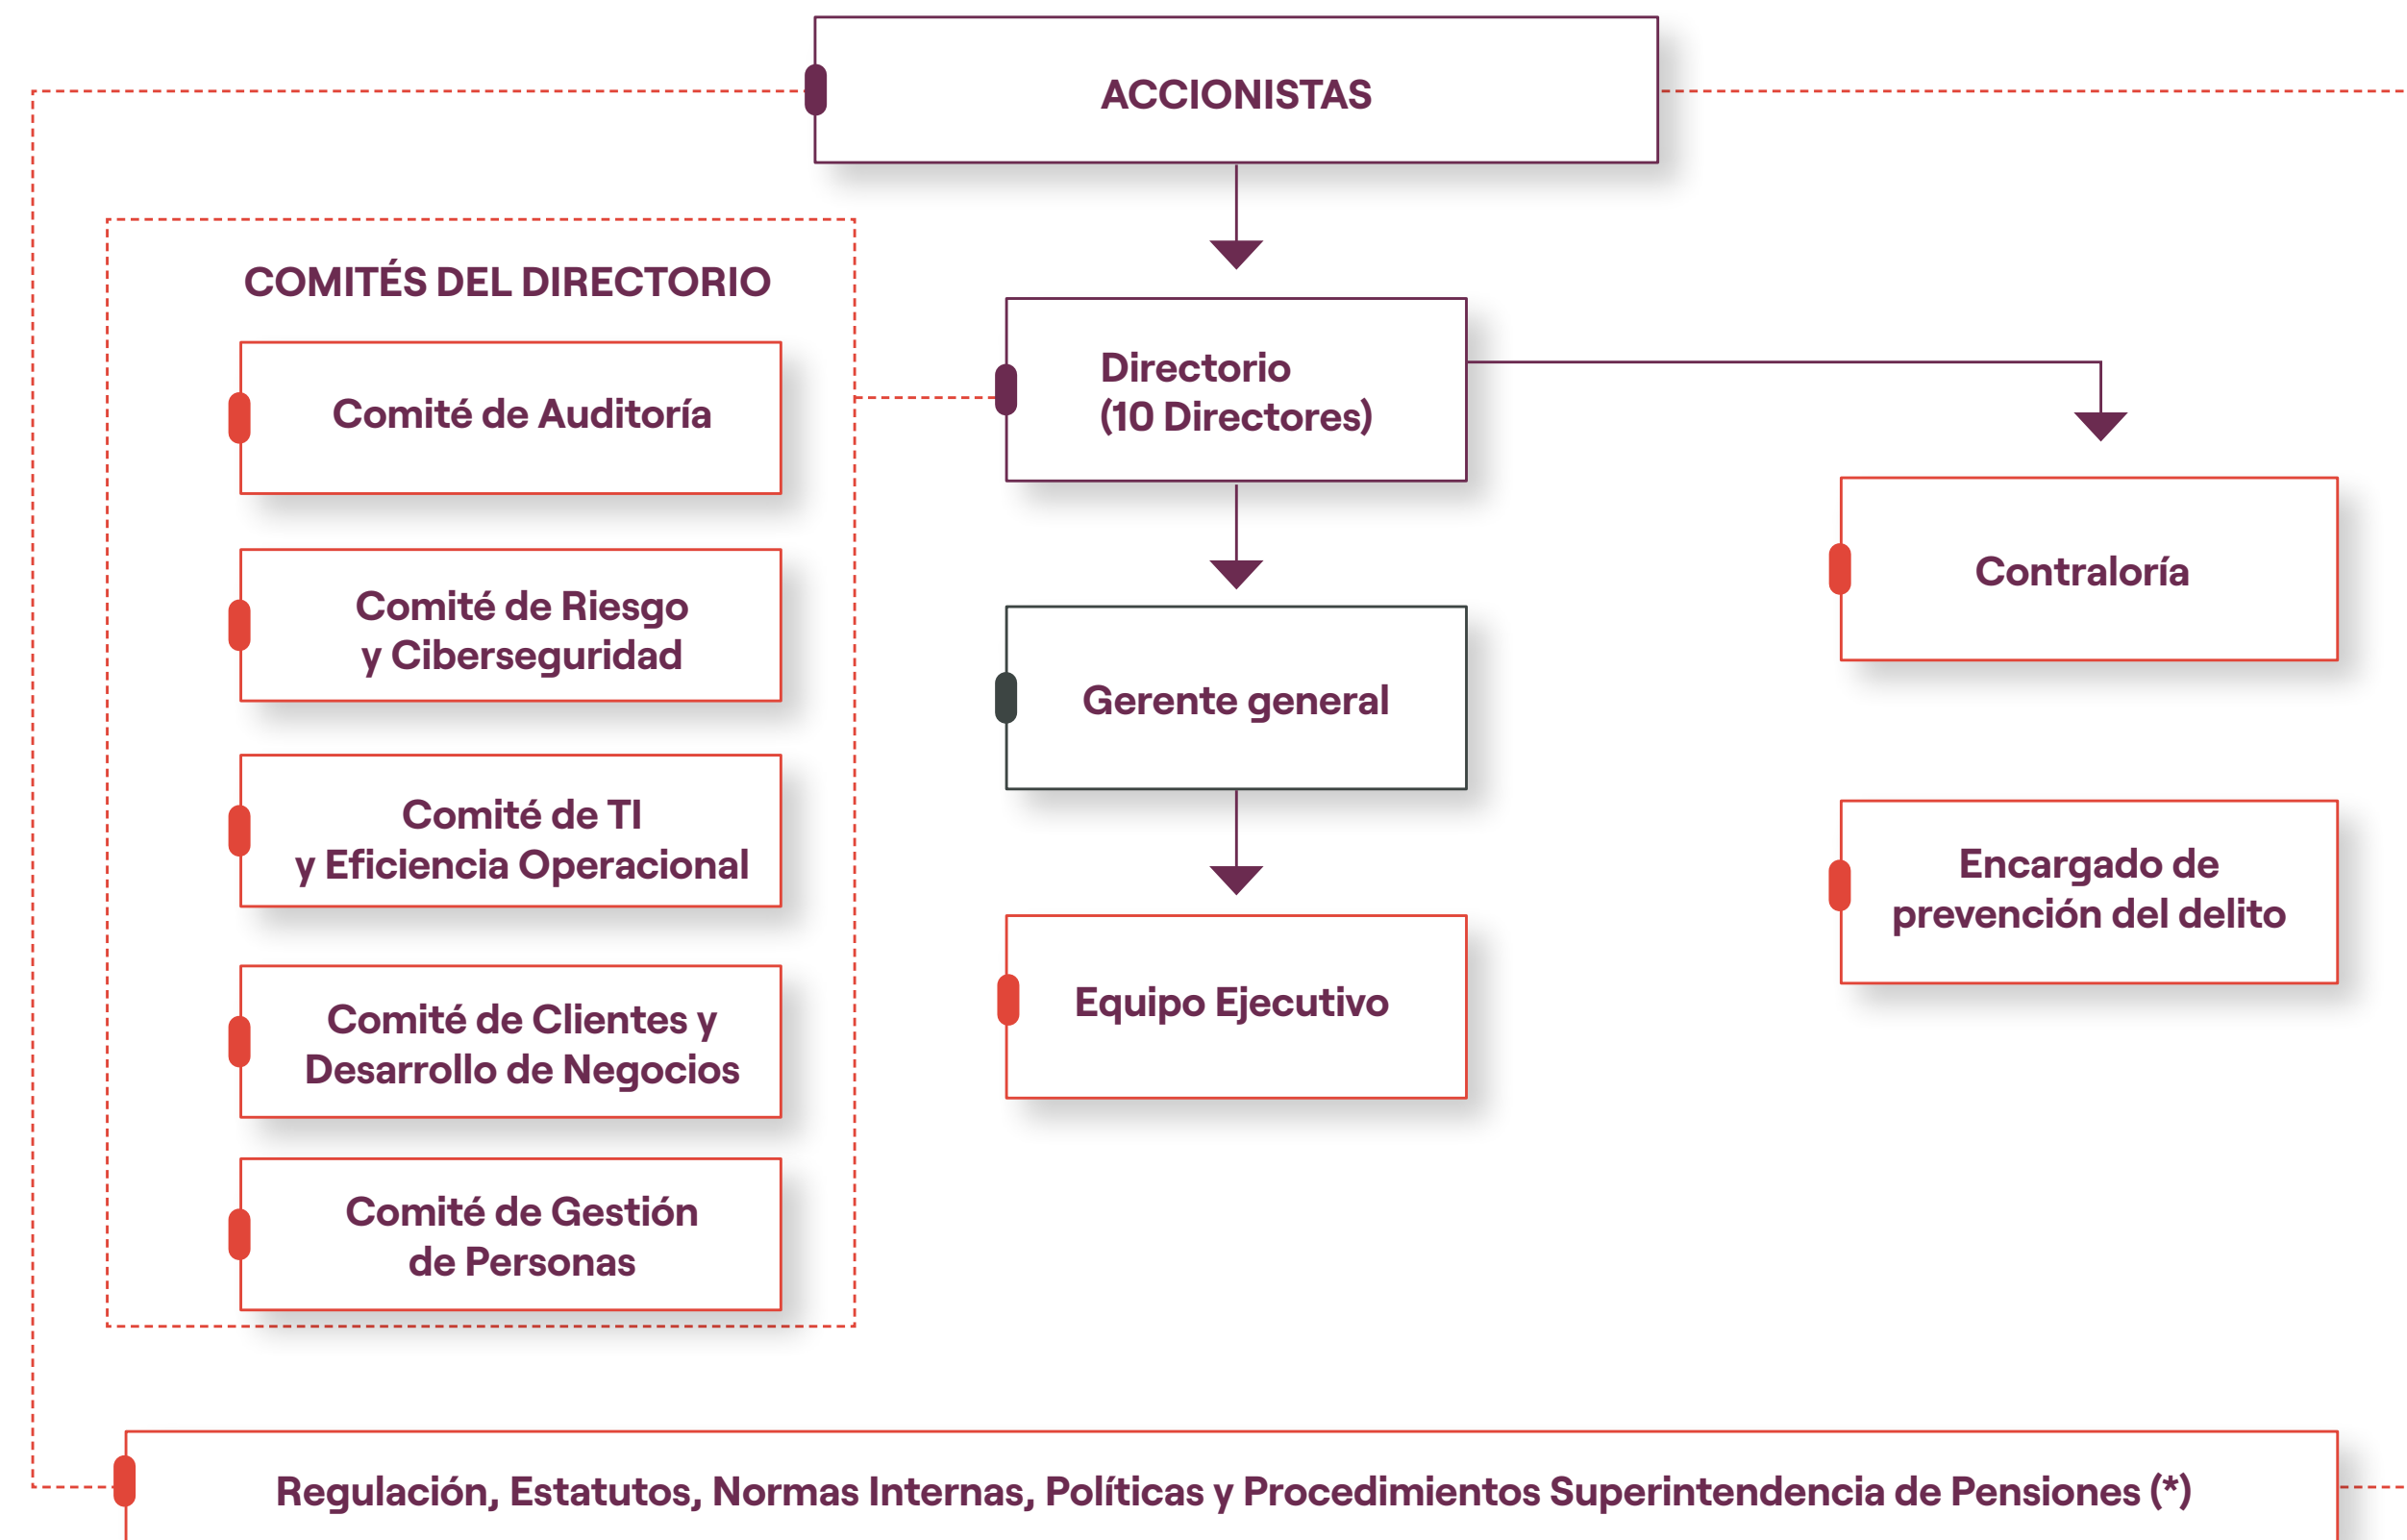 ACCIONISTAS
COMITÉS DEL DIRECTORIO
Comité de Auditoría
Comité de Riesgo
y Ciberseguridad
Comité de TI
y Eficiencia Operacional
Comité de Clientes y
Desarrollo de Negocios
Comité de Gestión
de Personas
Directorio
(10 Directores)
Gerente general
Equipo Ejecutivo
Contraloría
Encargado de
prevención del delito
Regulación, Estatutos, Normas Internas, Políticas y Procedimientos Superintendencia de Pensiones (*)